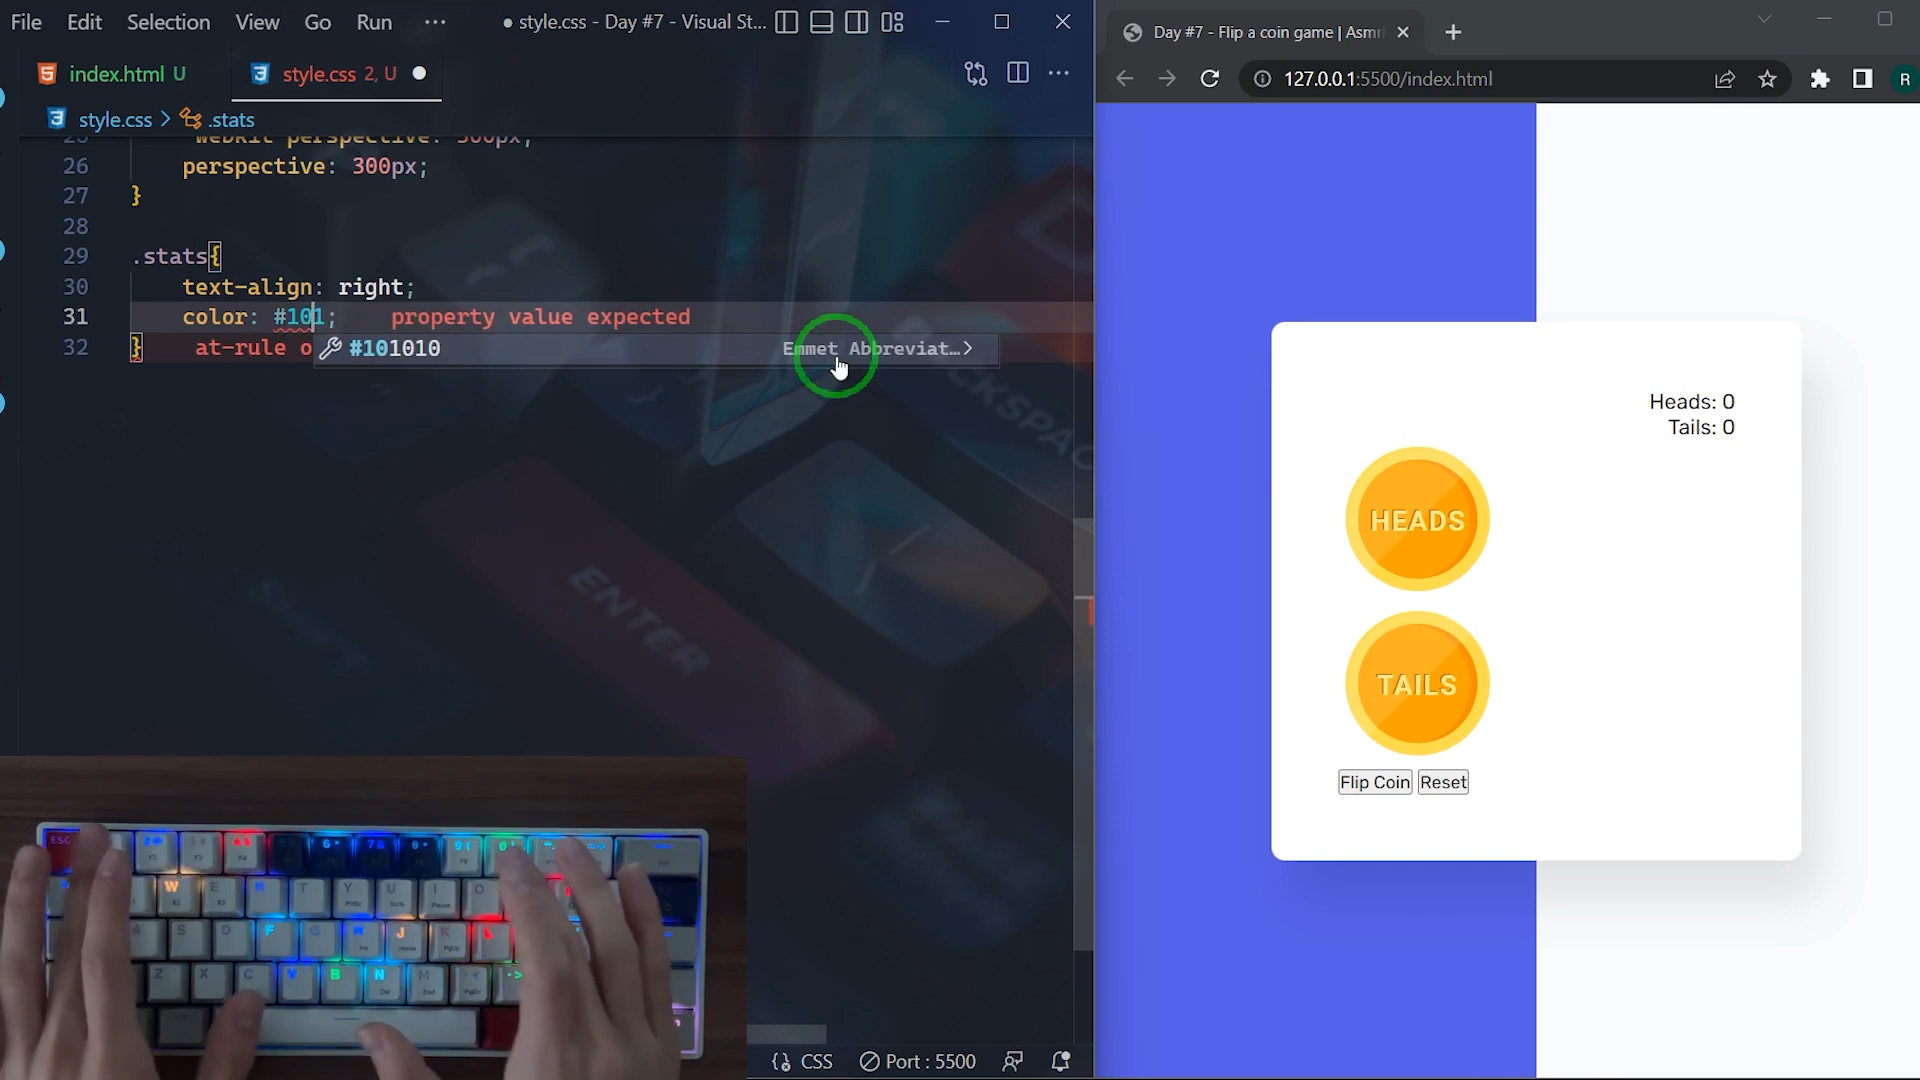 File Edit Selection View Go Run ··· ● style.css - Day #7 - Visual St...
index.html U style.css 2, U
style.css > .stats
26 perspective: 300px;
27 }
28
29 .stats{
30 text-align: right;
31 color: #101; property value expected
32 } at-rule o
#101010 Emmet Abbreviat...>
{} CSS Port : 5500
Day #7 - Flip a coin game | Asmr
127.0.0.1:5500/index.html
R
Heads: 0
Tails: 0
HEADS
TAILS
Flip Coin Reset
BACKSPAC
ENTER
ESC
W E T Y U I O
A S D F G J K L
Z X C V B N M